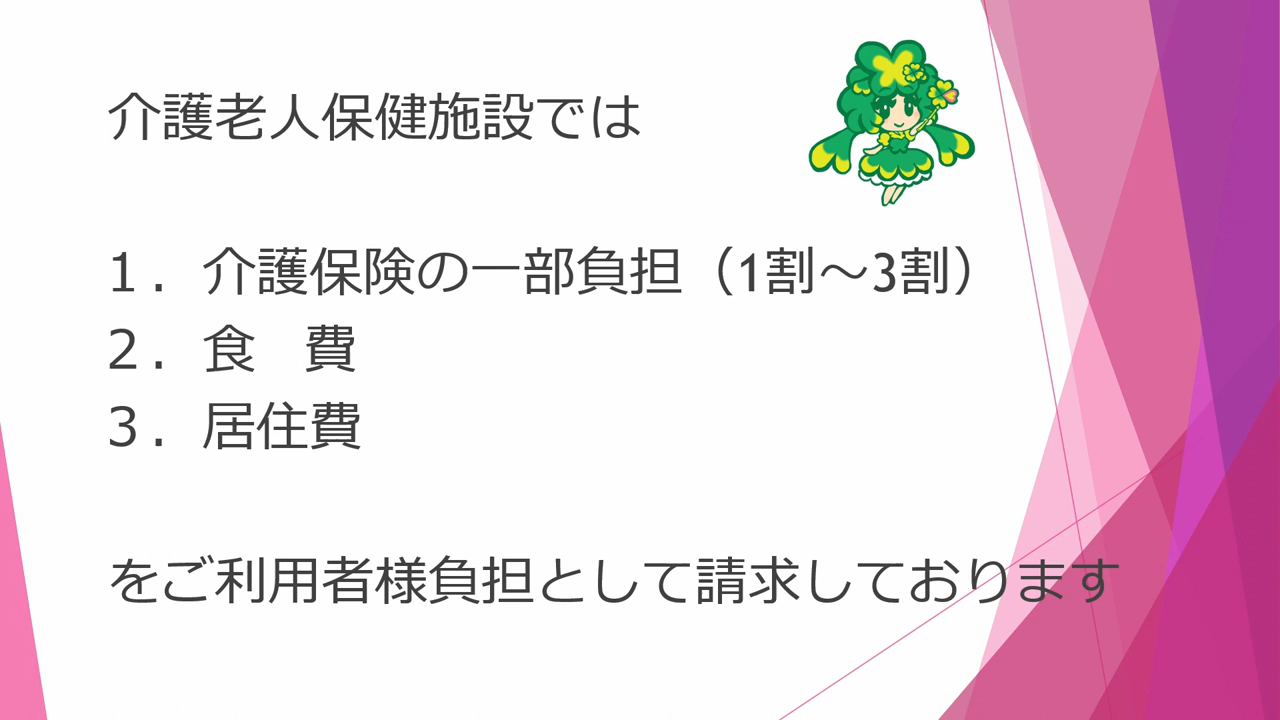 介護老人保健施設では
１．介護保険の一部負担（1割～3割）
２．食　費
３．居住費
をご利用者様負担として請求しております